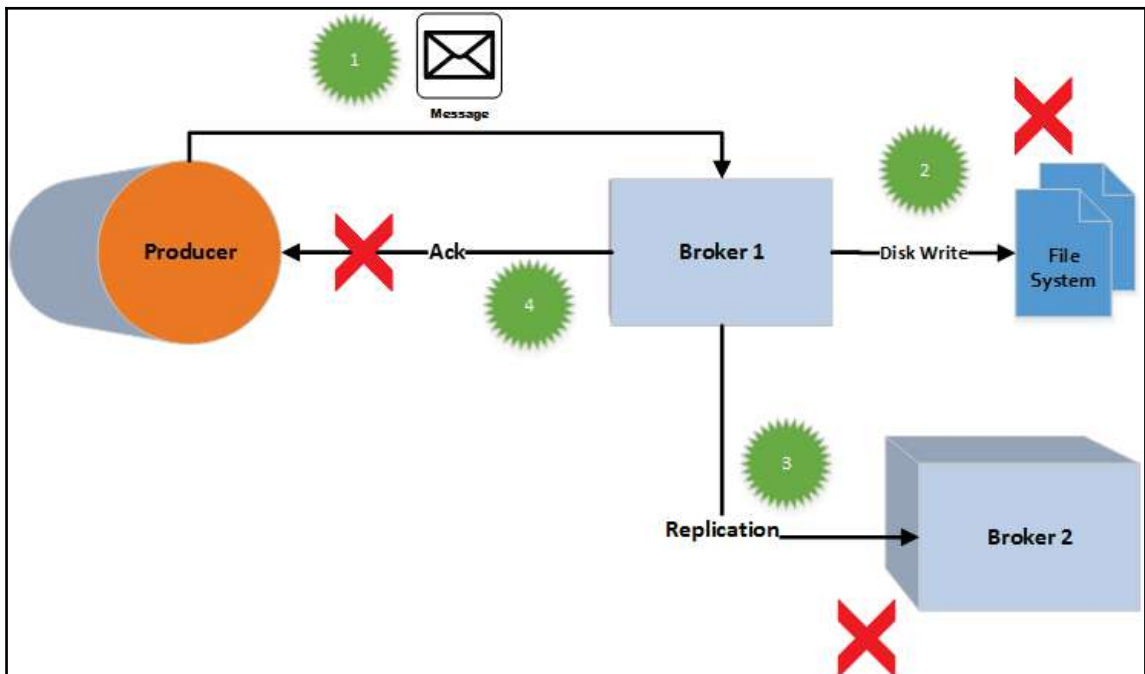 1
Message
2
Producer
Ack
Broker 1
Disk Write
File
System
4
3
Replication
Broker 2